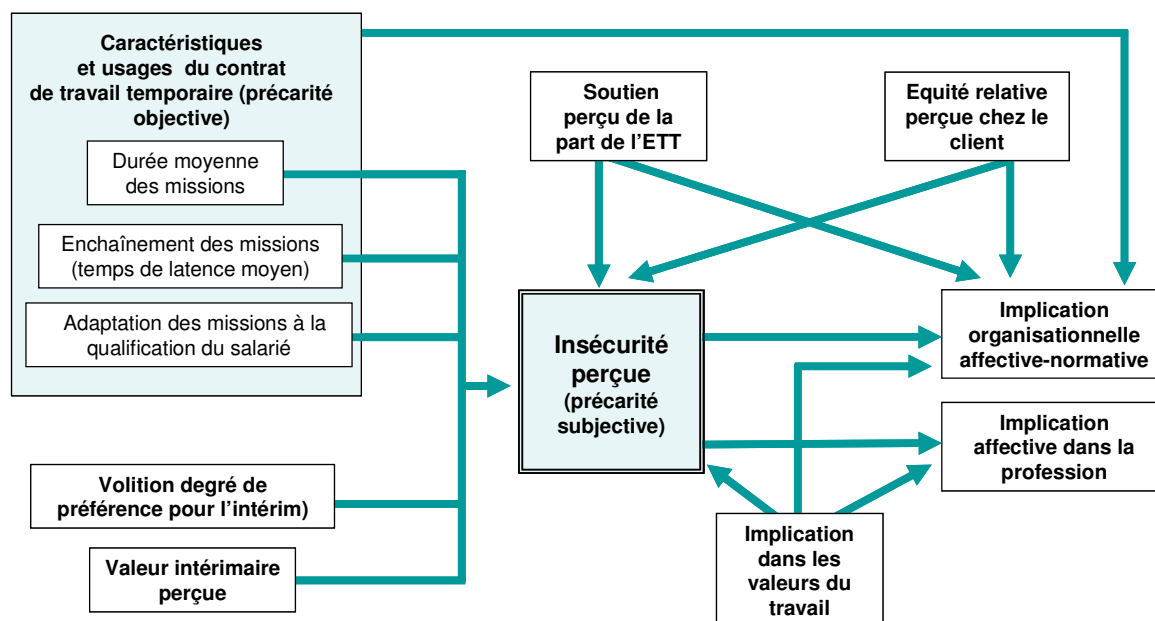 Caractéristiques
et usages du contrat
de travail temporaire (précarité
objective)
Durée moyenne
des missions
Enchaînement des missions
(temps de latence moyen)
Adaptation des missions à la
qualification du salarié
Volition degré de
préférence pour l'intérim)
Valeur intérimaire
perçue
Soutien
perçu de la
part de l'ETT
Equité relative
perçue chez le
client
Insécurité
perçue
(précarité
subjective)
Implication
organisationnelle
affective-normative
Implication
affective dans la
profession
Implication
dans les
valeurs du
travail